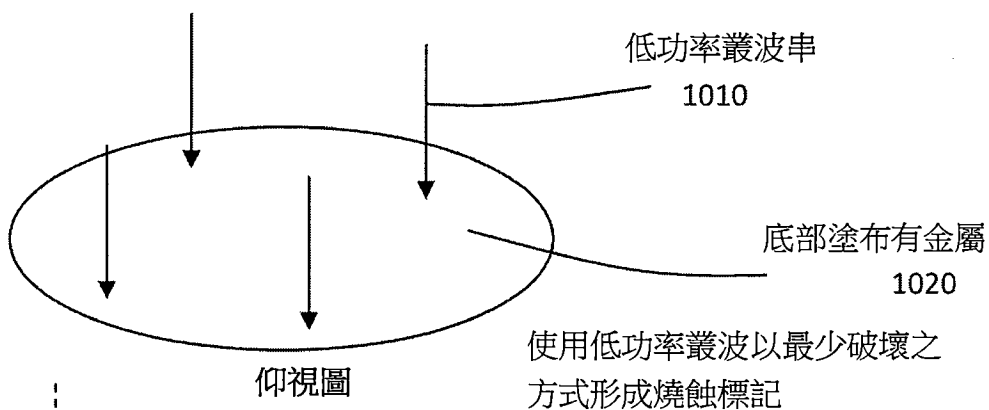 低功率叢波串
1010
底部塗布有金屬
1020
使用低功率叢波以最少破壞之
方式形成燒蝕標記
仰視圖